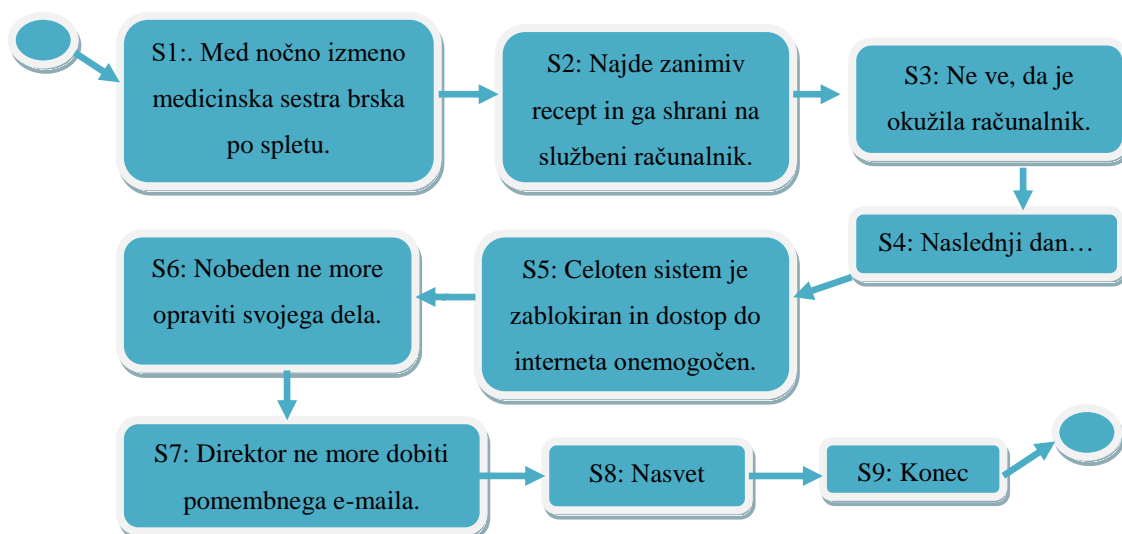 S1:. Med nočno izmeno
medicinska sestra brska
po spletu.
S2: Najde zanimiv
recept in ga shrani na
službeni računalnik.
S3: Ne ve, da je
okužila računalnik.
S4: Naslednji dan…
S5: Celoten sistem je
zablokiran in dostop do
interneta onemogočen.
S6: Nobeden ne more
opraviti svojega dela.
S7: Direktor ne more dobiti
pomembnega e-maila.
S8: Nasvet
S9: Konec